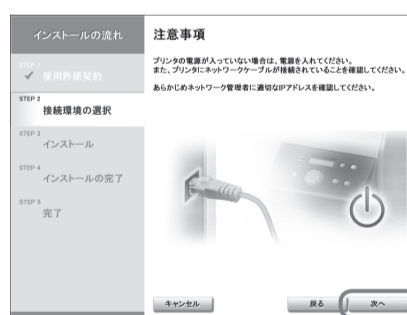 インストールの流れ
STEP 1
使用許諾契約
STEP 2
接続環境の選択
STEP 3
インストール
STEP 4
インストールの完了
STEP 5
完了
注意事項
プリンタの電源が入っていない場合は、電源を入れてください。
また、プリンタにネットワークケーブルが接続されていることを確認してください。
あらかじめネットワーク管理者に適切なIPアドレスを確認してください。
キャンセル
戻る
次へ